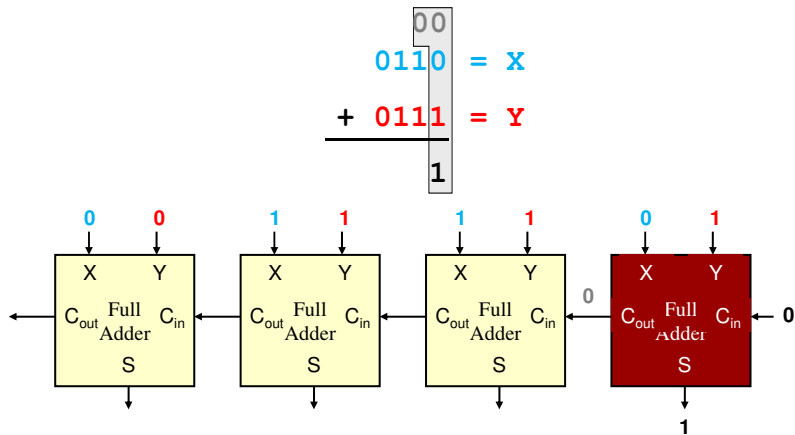 00
0110 = X
+ 0111 = Y
1
0 0 1 1 1 1 0 1
X Y X Y X Y X Y
0
Cout Full Adder Cin Cout Full Adder Cin Cout Full Adder Cin Cout Full Adder Cin 0
S S S S
1